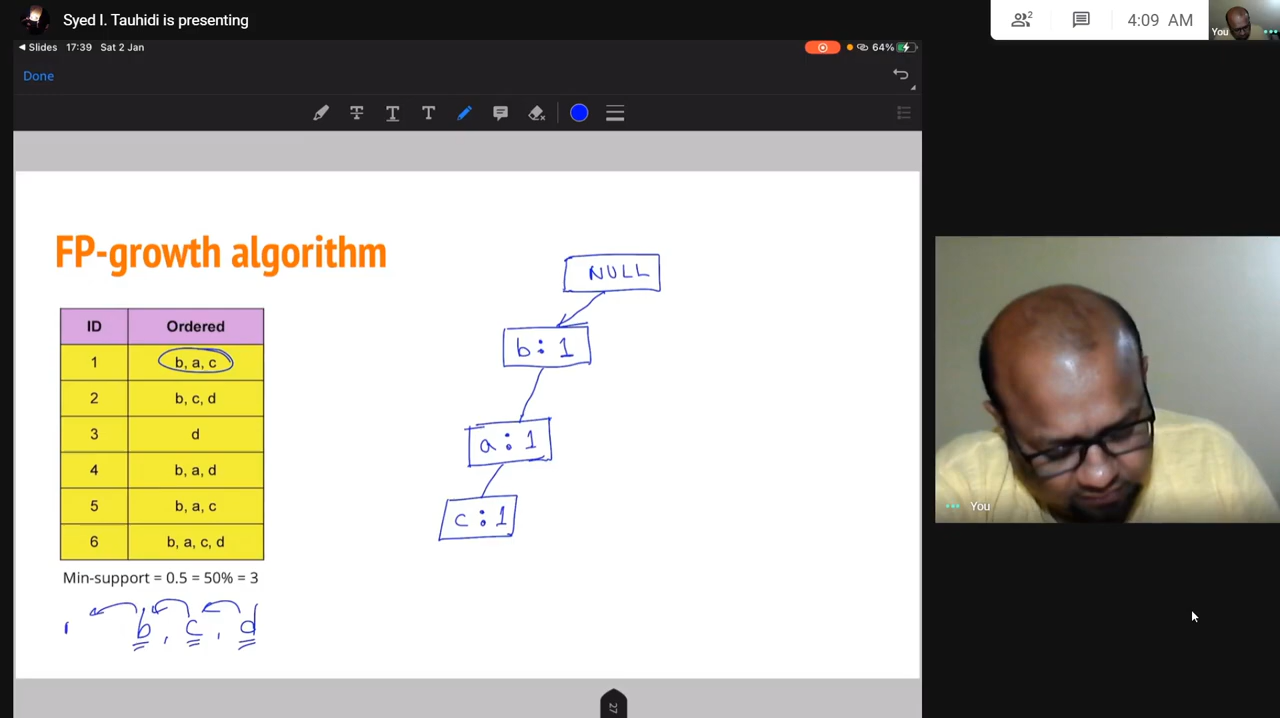 Syed I. Tauhidi is presenting
2
4:09 AM
You
Slides 17:39 Sat 2 Jan
64%
Done
T T T
FP-growth algorithm
ID Ordered
1 b, a, c
2 b, c, d
3 d
4 b, a, d
5 b, a, c
6 b, a, c, d
Min-support = 0.5 = 50% = 3
b, c, d
NULL
b : 1
a : 1
c : 1
You
27